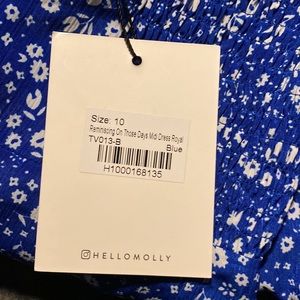 Size: 10
Reminiscing On Those Days Midi Dress Royal
TV013-B Blue
H1000168135
HELLOMOLLY